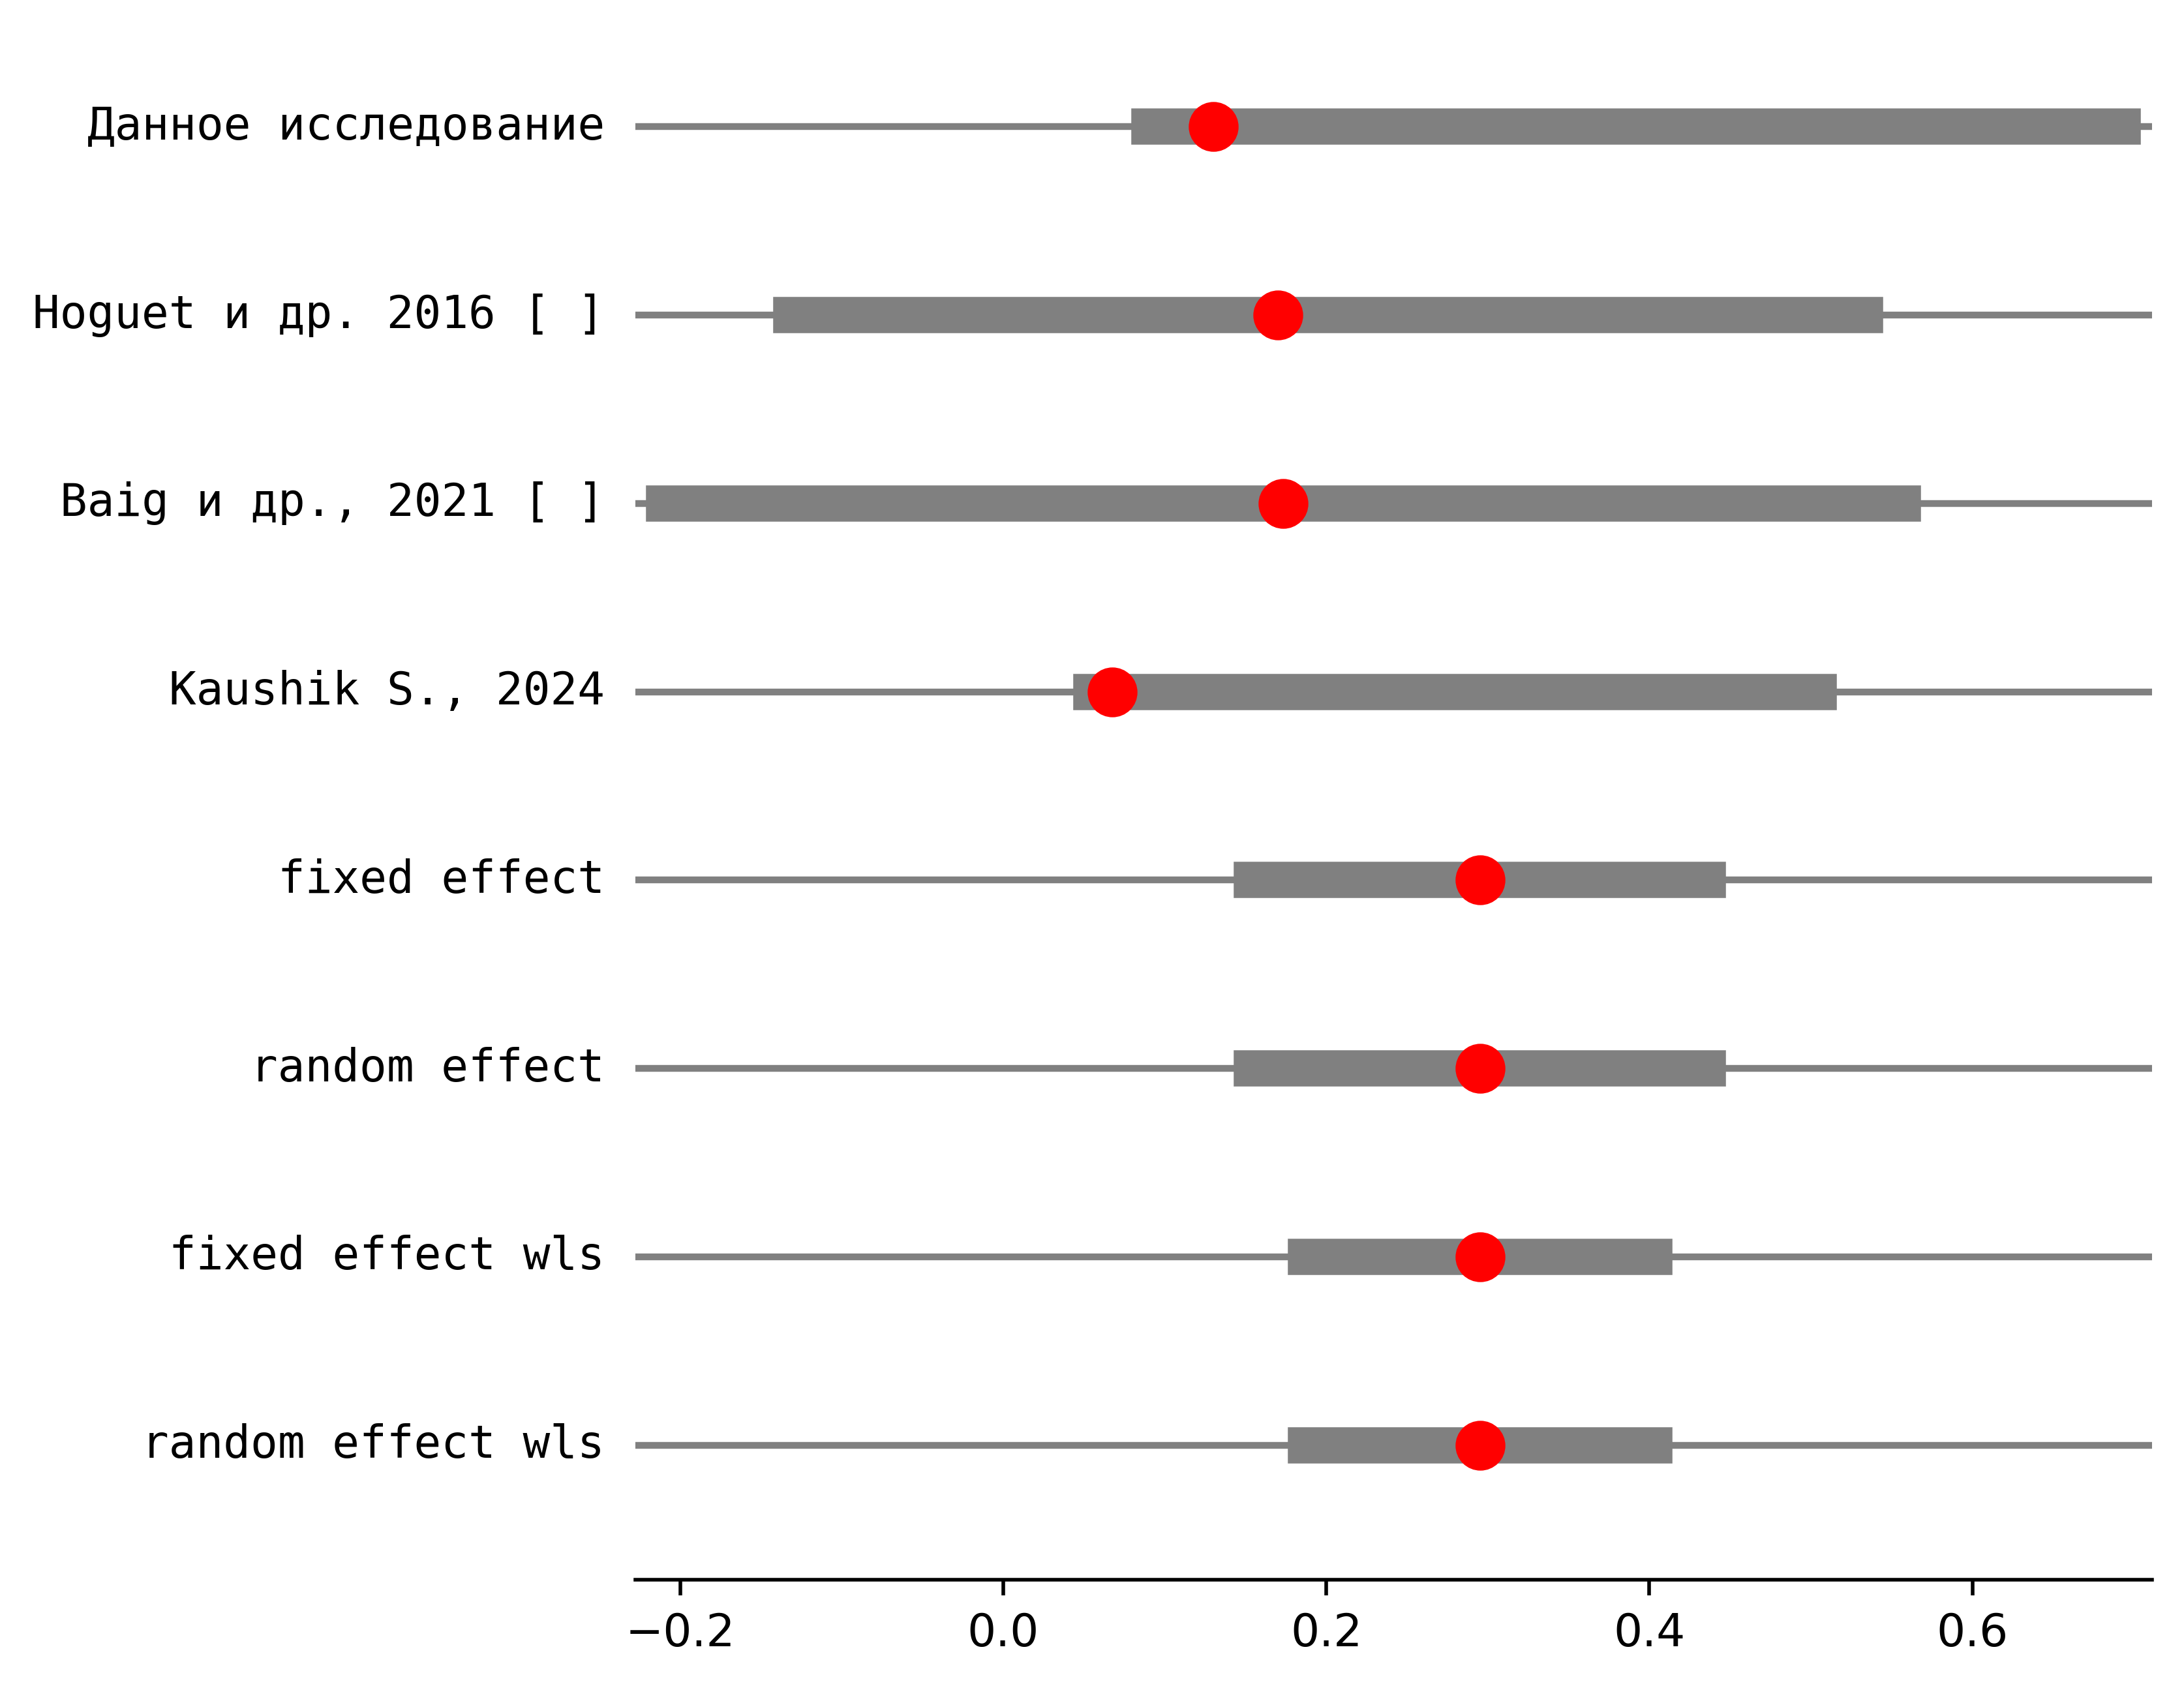 Данное исследование
Hoguet и др. 2016 [ ]
Baig и др., 2021 [ ]
Kaushik S., 2024
fixed effect
random effect
fixed effect wls
random effect wls
−0.2 0.0 0.2 0.4 0.6